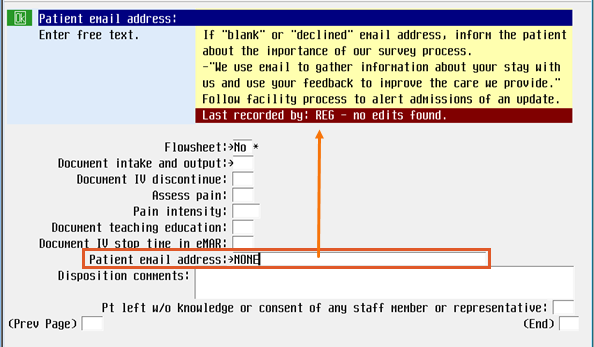 Ok Patient email address:
Enter free text.
If "blank" or "declined" email address, inform the patient
about the importance of our survey process.
-"We use email to gather information about your stay with
us and use your feedback to improve the care we provide."
Follow facility process to alert admissions of an update.
Last recorded by: REG - no edits found.
Flowsheet:>No *
Document intake and output:>
Document IV discontinue:
Assess pain:
Pain intensity:
Document teaching education:
Document IV stop time in eMAR:
Patient email address:>NONE
Disposition comments:
Pt left w/o knowledge or consent of any staff member or representative:
(Prev Page) (End)